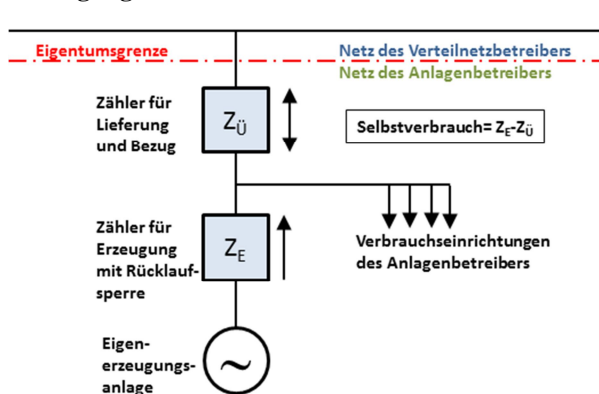 Eigentumsgrenze
Netz des Verteilnetzbetreibers
Netz des Anlagenbetreibers
Zähler für
Lieferung
und Bezug
ZÜ
Selbstverbrauch= ZE-ZÜ
Zähler für
Erzeugung
mit Rücklauf-
sperre
ZE
Verbrauchseinrichtungen
des Anlagenbetreibers
Eigen-
erzeugungs-
anlage
~